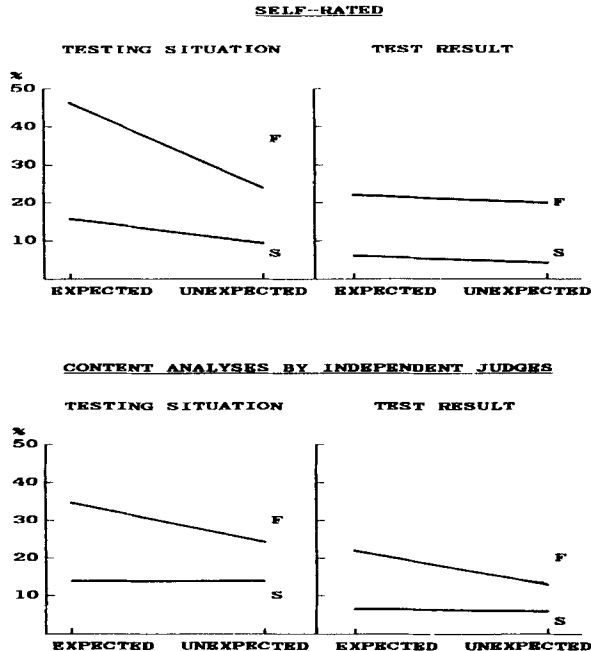 SELF-RATED
TESTING SITUATION TEST RESULT
%
50
40
F
30
20
F
10
S
S
EXPECTED UNEXPECTED EXPECTED UNEXPECTED
CONTENT ANALYSES BY INDEPENDENT JUDGES
TESTING SITUATION TEST RESULT
%
50
40
30
F
20
F
10
S
S
EXPECTED UNEXPECTED EXPECTED UNEXPECTED